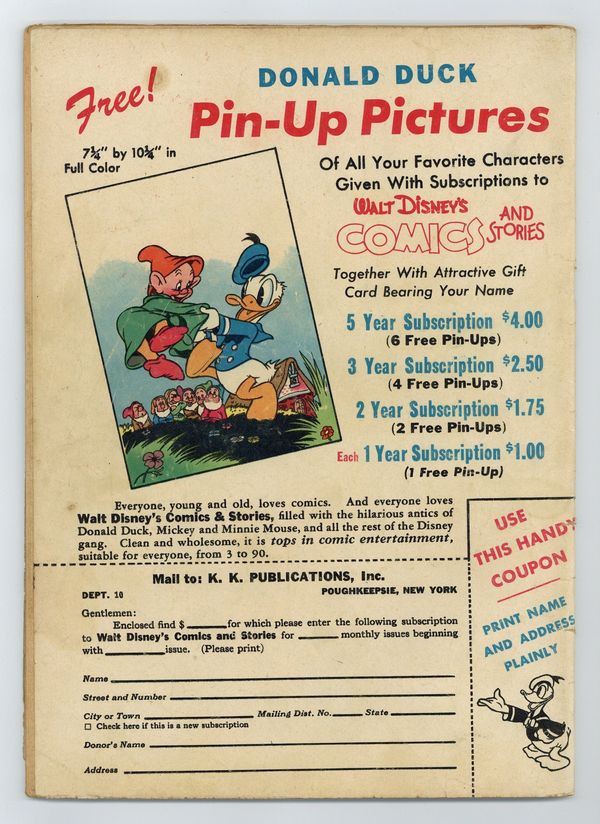 Free!
DONALD DUCK
Pin-Up Pictures
7¼" by 10¼" in
Full Color
Of All Your Favorite Characters
Given With Subscriptions to
WALT DISNEY'S
COMICS AND STORIES
Together With Attractive Gift
Card Bearing Your Name
5 Year Subscription $4.00
(6 Free Pin-Ups)
3 Year Subscription $2.50
(4 Free Pin-Ups)
2 Year Subscription $1.75
(2 Free Pin-Ups)
Each 1 Year Subscription $1.00
(1 Free Pin-Up)
Everyone, young and old, loves comics. And everyone loves
Walt Disney's Comics & Stories, filled with the hilarious antics of
Donald Duck, Mickey and Minnie Mouse, and all the rest of the Disney
gang. Clean and wholesome, it is tops in comic entertainment,
suitable for everyone, from 3 to 90.
Mail to: K. K. PUBLICATIONS, Inc.
DEPT. 10 POUGHKEEPSIE, NEW YORK
Gentlemen:
Enclosed find $ for which please enter the following subscription
to Walt Disney's Comics and Stories for monthly issues beginning
with issue. (Please print)
Name
Street and Number
City or Town Mailing Dist. No. State
☐ Check here if this is a new subscription
Donor's Name
Address
USE
THIS HANDY
COUPON
PRINT NAME
AND ADDRESS
PLAINLY